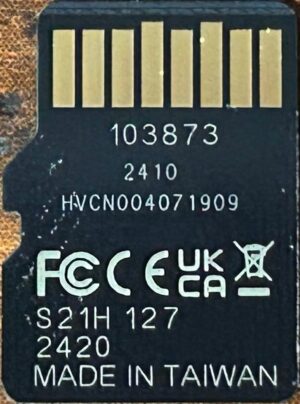 103873
2410
HVCN004071909
FC CE UK CA
S21H 127
2420
MADE IN TAIWAN